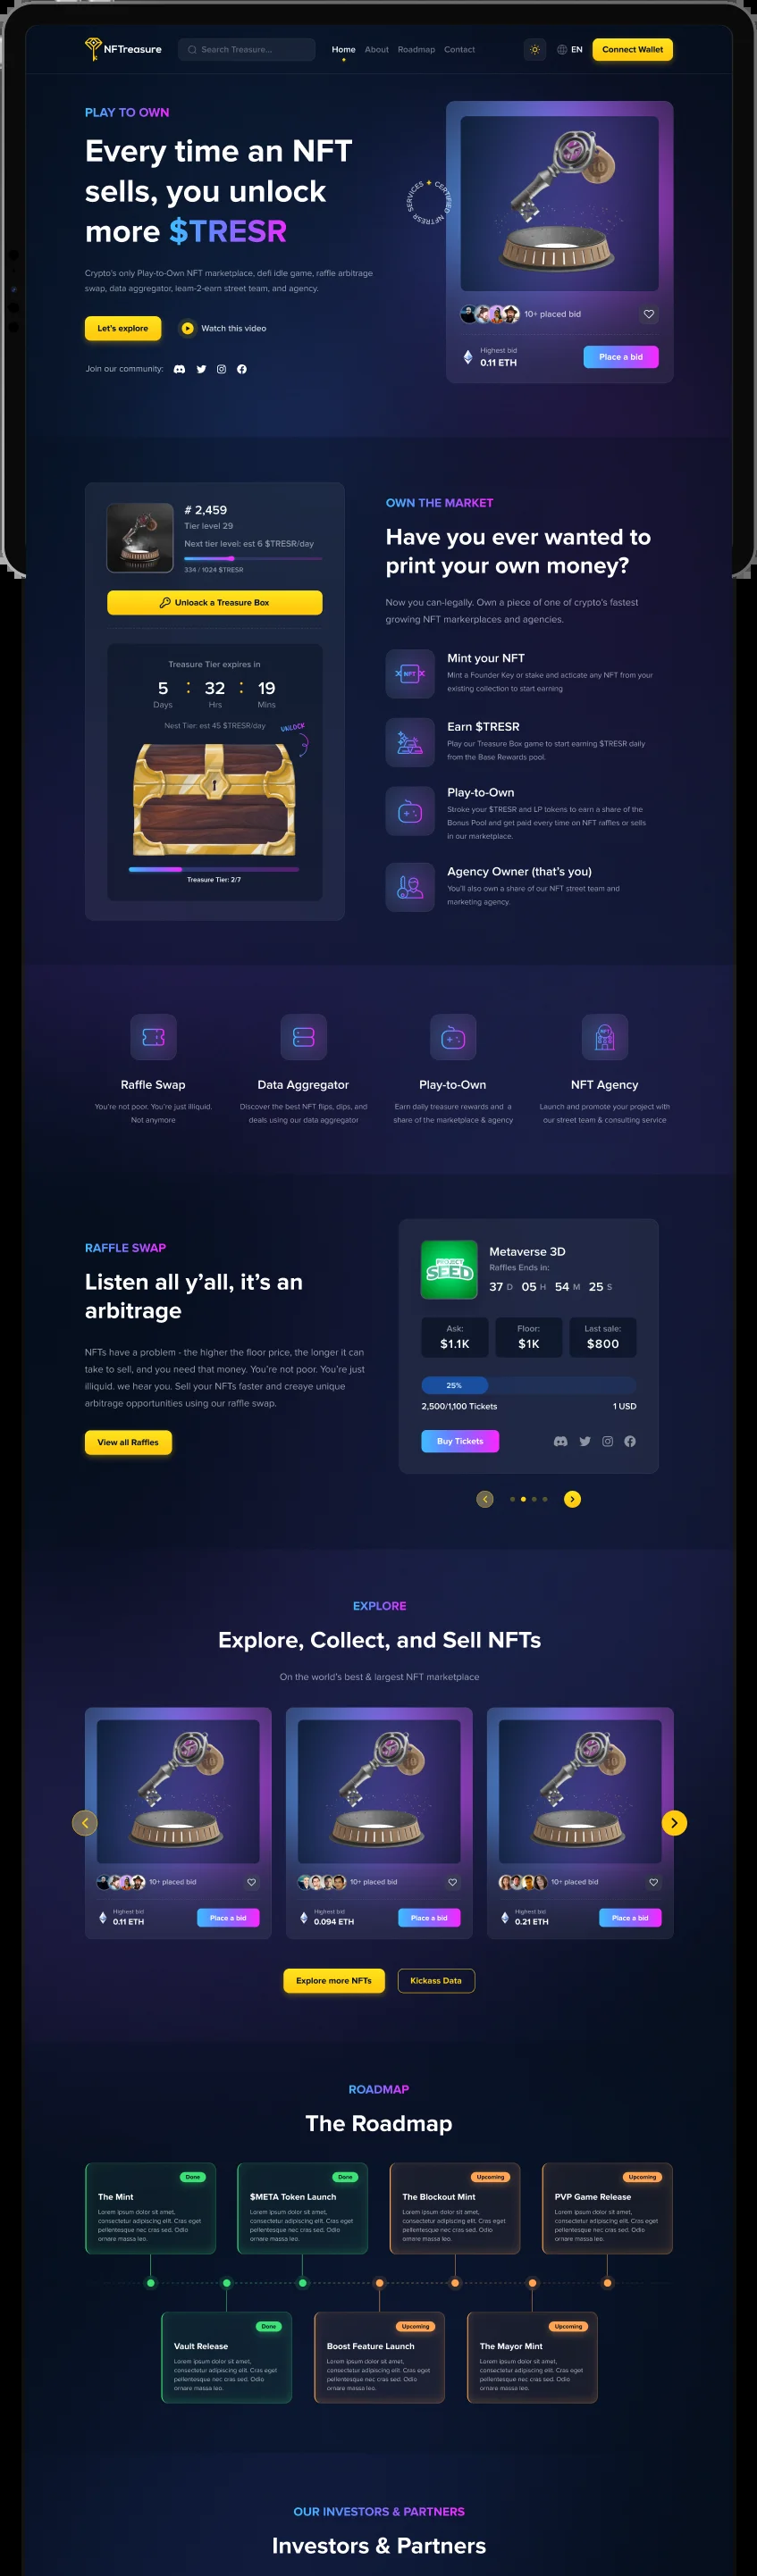 NFTreasure
Search Treasure...
Home
About
Roadmap
Contact
EN
Connect Wallet
PLAY TO OWN
Every time an NFT
sells, you unlock
more $TRESR
Crypto's only Play-to-Own NFT marketplace, defi idle game, raffle arbitrage
swap, data aggregator, leam-2-earn street team, and agency.
Let's explore
Watch this video
Join our community:
CERTIFIED NFTRESR SERVICES
10+ placed bid
Highest bid
0.11 ETH
Place a bid
# 2,459
Tier level 29
Next tier level: est 6 $TRESR/day
334 / 1024 $TRESR
Unloack a Treasure Box
Treasure Tier expires in
5 : 32 : 19
Days Hrs Mins
Nest Tier: est 45 $TRESR/day
UNLOCK
Treasure Tier: 2/7
OWN THE MARKET
Have you ever wanted to
print your own money?
Now you can-legally. Own a piece of one of crypto's fastest
growing NFT markerplaces and agencies.
NFT
Mint your NFT
Mint a Founder Key or stake and acticate any NFT from your
existing collection to start earning
Earn $TRESR
Play our Treasure Box game to start earning $TRESR daily
from the Base Rewards pool.
Play-to-Own
Stroke your $TRESR and LP tokens to earn a share of the
Bonus Pool and get paid every time on NFT raffles or sells
in our marketplace.
Agency Owner (that's you)
You'll also own a share of our NFT street team and
marketing agency.
Raffle Swap
You're not poor. You're just illiquid.
Not anymore
Data Aggregator
Discover the best NFT flips, dips, and
deals using our data aggregator
Play-to-Own
Earn daily treasure rewards and a
share of the marketplace & agency
NFT
NFT Agency
Launch and promote your project with
our street team & consulting service
RAFFLE SWAP
Listen all y'all, it's an
arbitrage
NFTs have a problem - the higher the floor price, the longer it can
take to sell, and you need that money. You're not poor. You're just
illiquid. we hear you. Sell your NFTs faster and creaye unique
arbitrage opportunities using our raffle swap.
View all Raffles
PROJECT
SEED
Metaverse 3D
Raffles Ends in:
37 D 05 H 54 M 25 S
Ask:
$1.1K
Floor:
$1K
Last sale:
$800
25%
2,500/1,100 Tickets
1 USD
Buy Tickets
EXPLORE
Explore, Collect, and Sell NFTs
On the world's best & largest NFT marketplace
10+ placed bid
Highest bid
0.11 ETH
Place a bid
10+ placed bid
Highest bid
0.094 ETH
Place a bid
10+ placed bid
Highest bid
0.21 ETH
Place a bid
Explore more NFTs
Kickass Data
ROADMAP
The Roadmap
Done
The Mint
Lorem ipsum dolor sit amet,
consectetur adipiscing elit. Cras eget
pellentesque nec cras sed. Odio
ornare massa leo.
Done
$META Token Launch
Lorem ipsum dolor sit amet,
consectetur adipiscing elit. Cras eget
pellentesque nec cras sed. Odio
ornare massa leo.
Upcoming
The Blockout Mint
Lorem ipsum dolor sit amet,
consectetur adipiscing elit. Cras eget
pellentesque nec cras sed. Odio
ornare massa leo.
Upcoming
PVP Game Release
Lorem ipsum dolor sit amet,
consectetur adipiscing elit. Cras eget
pellentesque nec cras sed. Odio
ornare massa leo.
Done
Vault Release
Lorem ipsum dolor sit amet,
consectetur adipiscing elit. Cras eget
pellentesque nec cras sed. Odio
ornare massa leo.
Upcoming
Boost Feature Launch
Lorem ipsum dolor sit amet,
consectetur adipiscing elit. Cras eget
pellentesque nec cras sed. Odio
ornare massa leo.
Upcoming
The Mayor Mint
Lorem ipsum dolor sit amet,
consectetur adipiscing elit. Cras eget
pellentesque nec cras sed. Odio
ornare massa leo.
OUR INVESTORS & PARTNERS
Investors & Partners